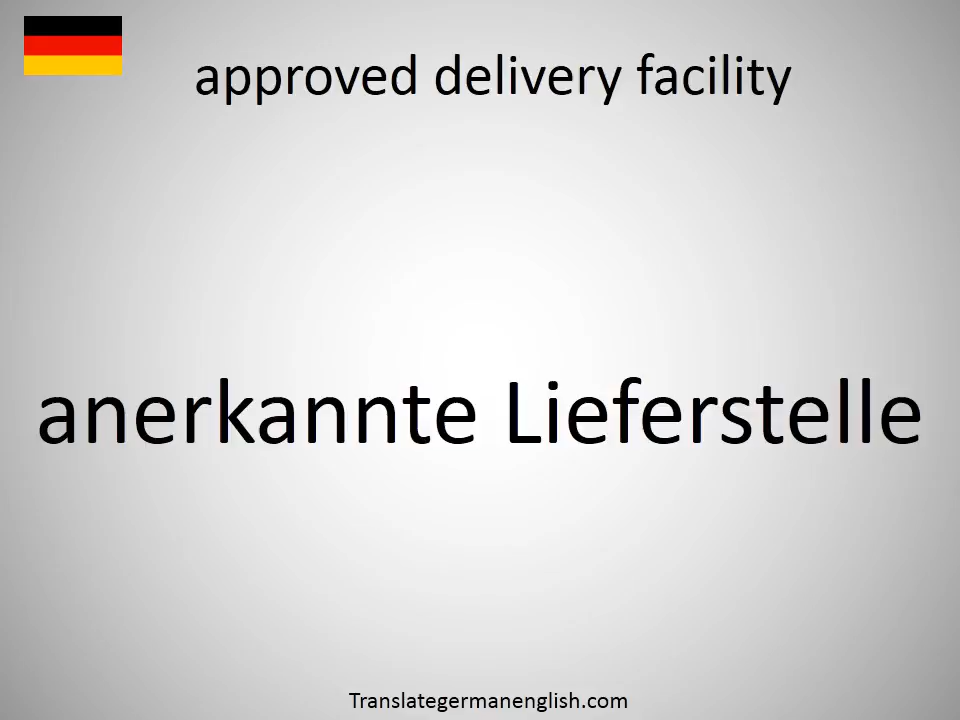 approved delivery facility
anerkannte Lieferstelle
Translategermanenglish.com